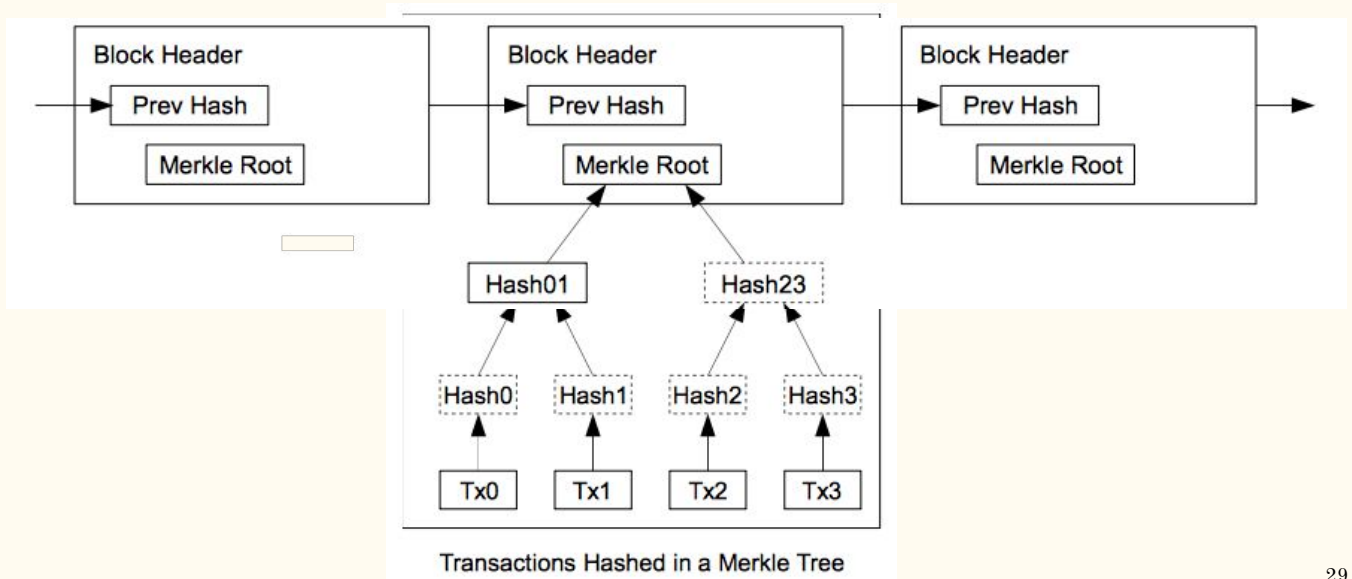 Block Header Block Header Block Header
Prev Hash Prev Hash Prev Hash
Merkle Root Merkle Root Merkle Root
Hash01 Hash23
Hash0 Hash1 Hash2 Hash3
Tx0 Tx1 Tx2 Tx3
Transactions Hashed in a Merkle Tree
29